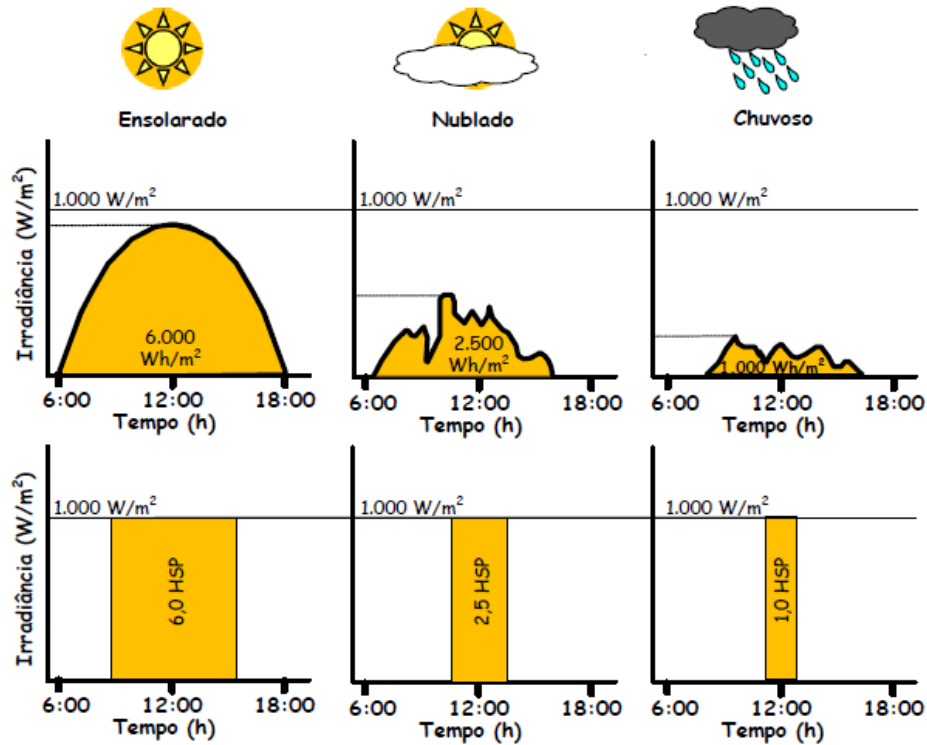 Ensolarado
Nublado
Chuvoso
Irradiância (W/m²)
1.000 W/m²
1.000 W/m²
1.000 W/m²
6.000
Wh/m²
2.500
Wh/m²
1.000 Wh/m²
6:00 12:00 18:00
6:00 12:00 18:00
6:00 12:00 18:00
Tempo (h)
Tempo (h)
Tempo (h)
Irradiância (W/m²)
1.000 W/m²
1.000 W/m²
1.000 W/m²
6,0 HSP
2,5 HSP
1,0 HSP
6:00 12:00 18:00
6:00 12:00 18:00
6:00 12:00 18:00
Tempo (h)
Tempo (h)
Tempo (h)